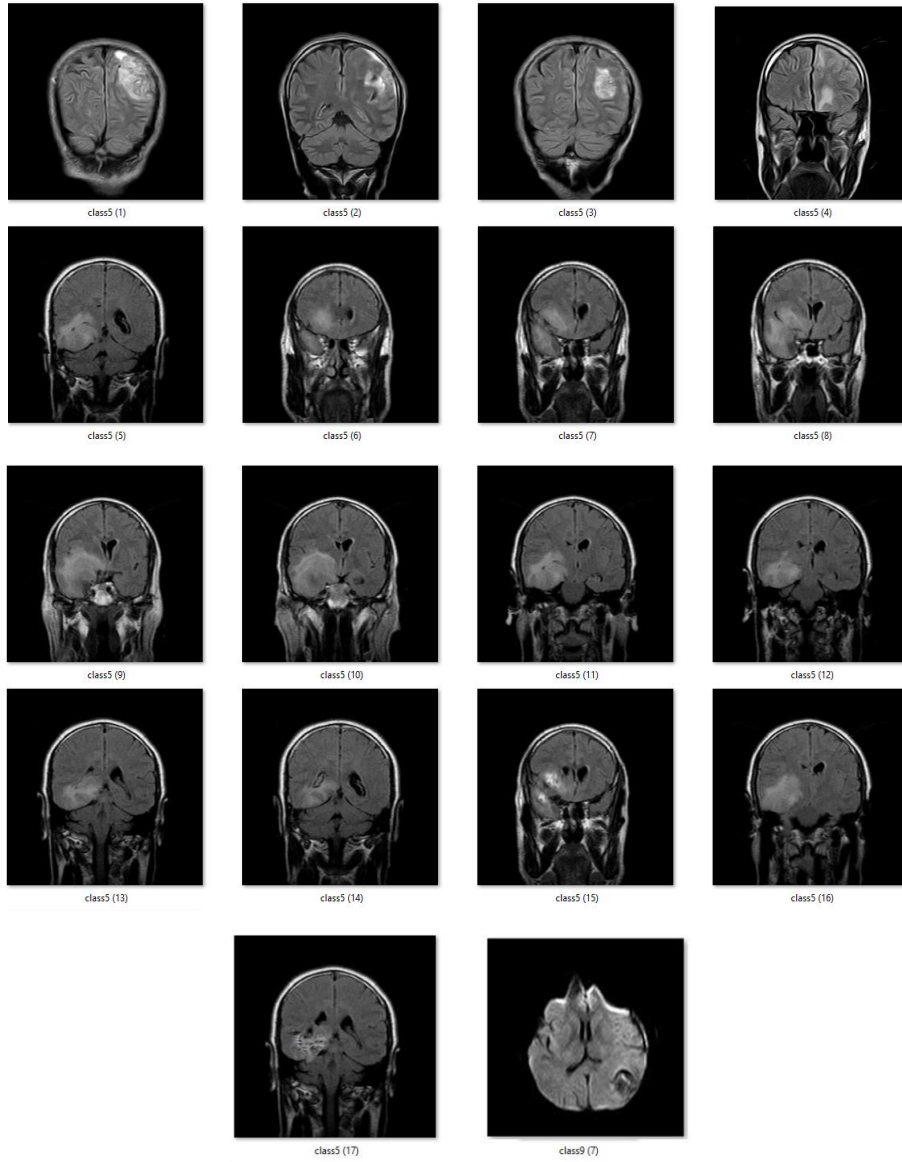 class5 (1)
class5 (2)
class5 (3)
class5 (4)
class5 (5)
class5 (6)
class5 (7)
class5 (8)
class5 (9)
class5 (10)
class5 (11)
class5 (12)
class5 (13)
class5 (14)
class5 (15)
class5 (16)
class5 (17)
class9 (7)